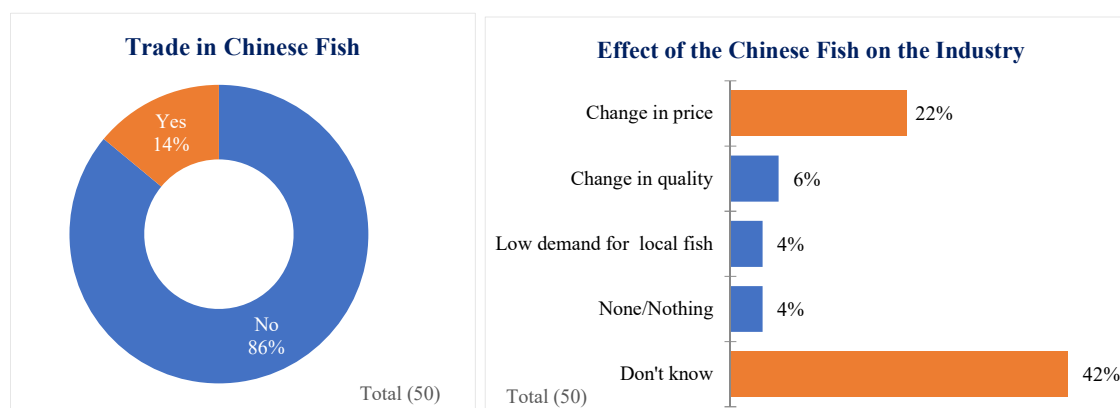 Trade in Chinese Fish
Yes
14%
No
86%
Total (50)
Effect of the Chinese Fish on the Industry
Change in price
22%
Change in quality
6%
Low demand for local fish
4%
None/Nothing
4%
Don't know
42%
Total (50)